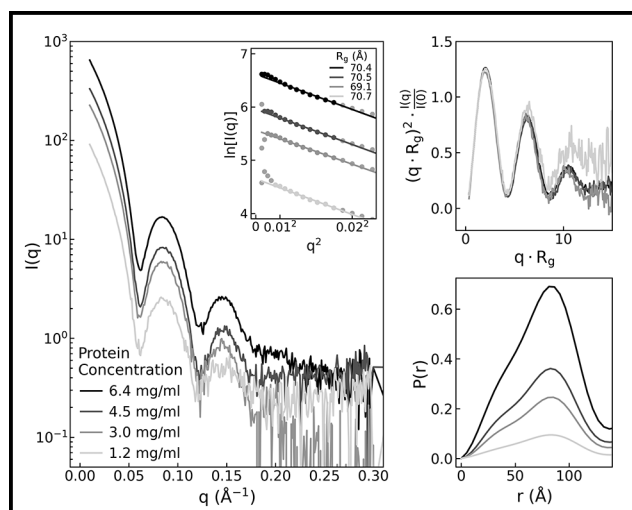 10³
10²
10¹
10⁰
10⁻¹
I(q)
0.00 0.05 0.10 0.15 0.20 0.25 0.30
q (Å⁻¹)
Protein
Concentration
6.4 mg/ml
4.5 mg/ml
3.0 mg/ml
1.2 mg/ml
7
6
5
4
ln[I(q)]
0 0.01² 0.02²
q²
Rg (Å)
70.4
70.5
69.1
70.7
1.5
1.0
0.5
0.0
(q · Rg)² · I(q)/I(0)
0 10
q · Rg
0.6
0.4
0.2
0.0
P(r)
0 50 100
r (Å)